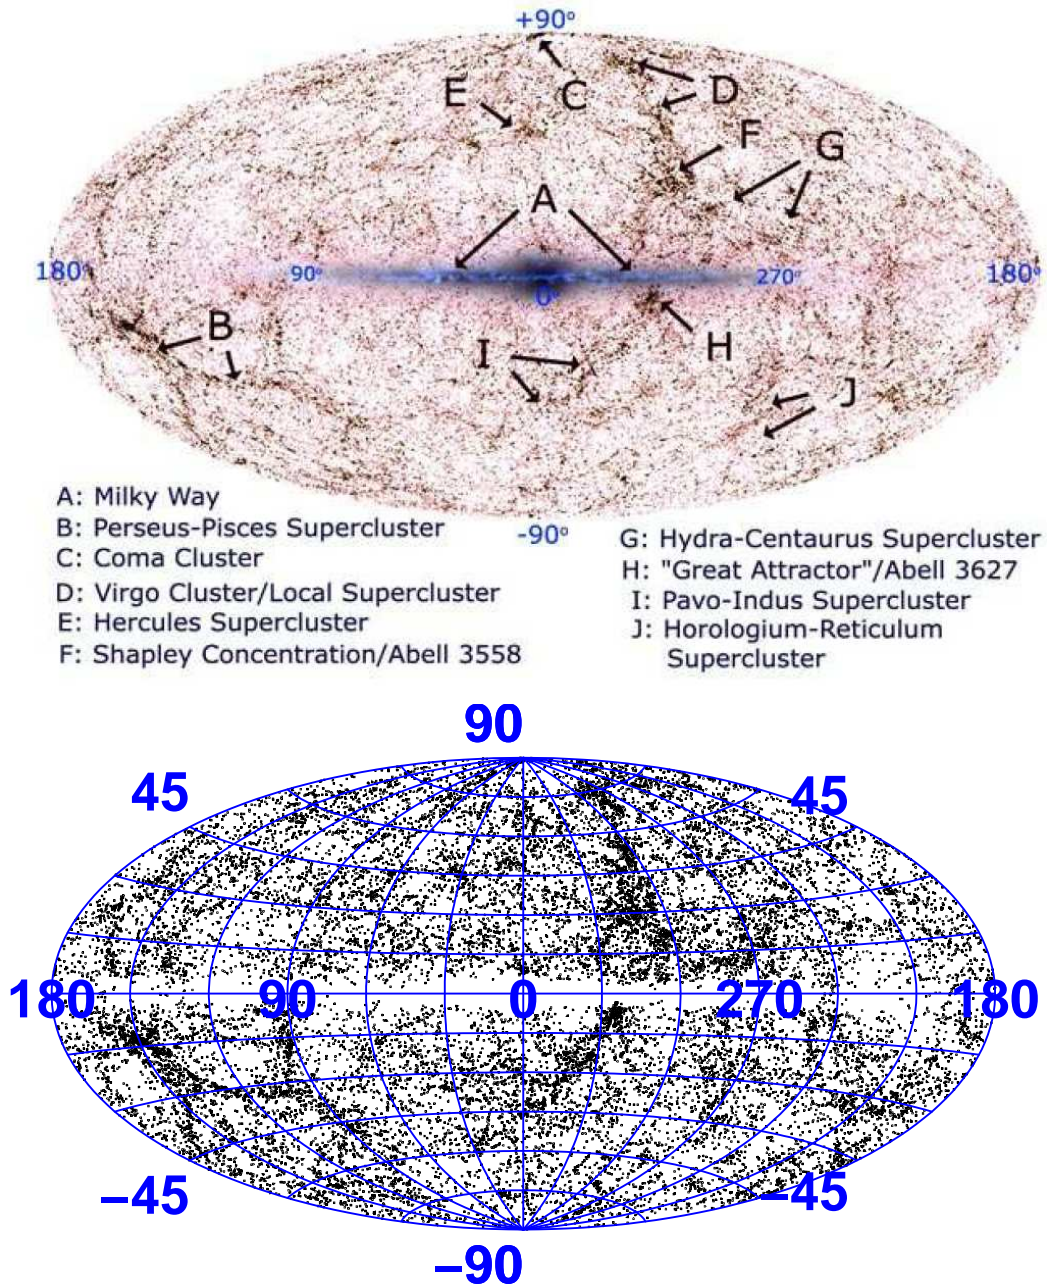 +90°
E
C
D
F
G
A
180°
90°
0°
270°
180°
B
I
H
J
A: Milky Way
B: Perseus-Pisces Supercluster
C: Coma Cluster
D: Virgo Cluster/Local Supercluster
E: Hercules Supercluster
F: Shapley Concentration/Abell 3558
-90°
G: Hydra-Centaurus Supercluster
H: "Great Attractor"/Abell 3627
I: Pavo-Indus Supercluster
J: Horologium-Reticulum
Supercluster
90
45
45
180
90
0
270
180
−45
−45
−90